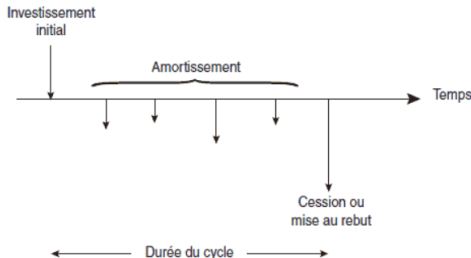 Investissement
initial
Amortissement
Temps
Cession ou
mise au rebut
Durée du cycle